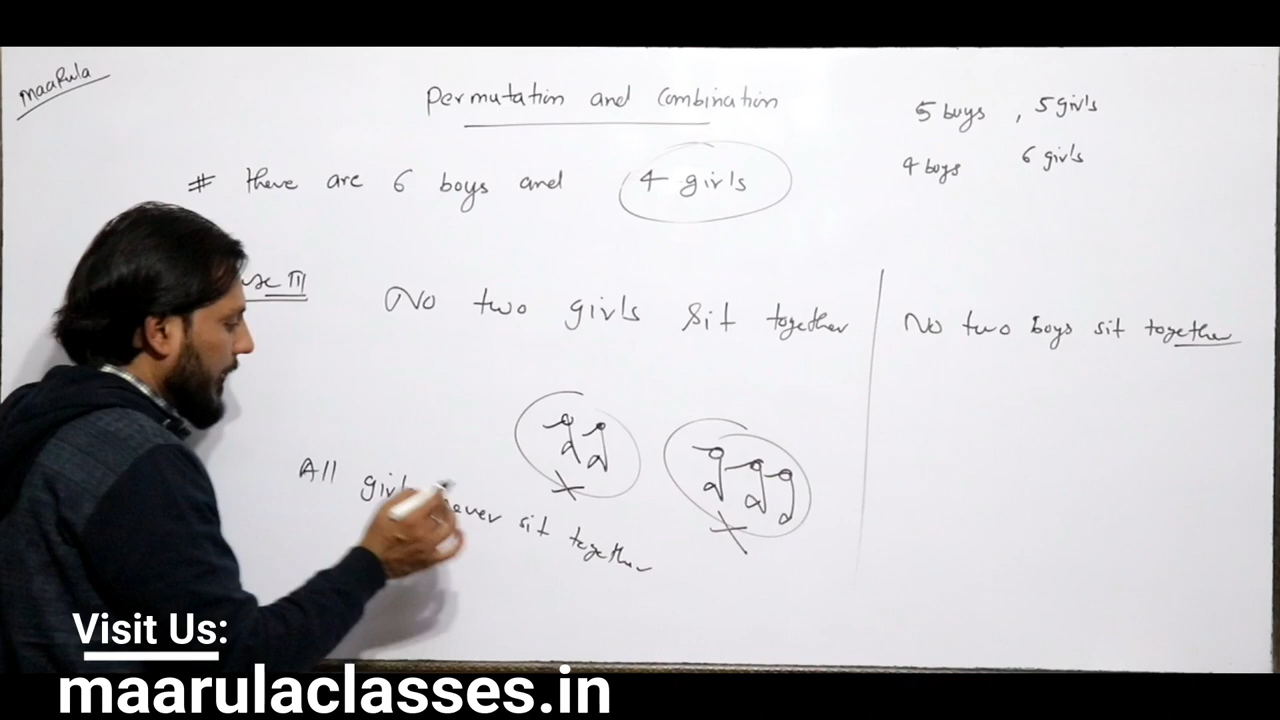 maaRula
Permutation and Combination
5 boys , 5 girls
4 boys 6 girls
# there are 6 boys and 4 girls
III
No two girls sit together
No two boys sit together
g g
g g g
All never sit together
Visit Us:
maarulaclasses.in